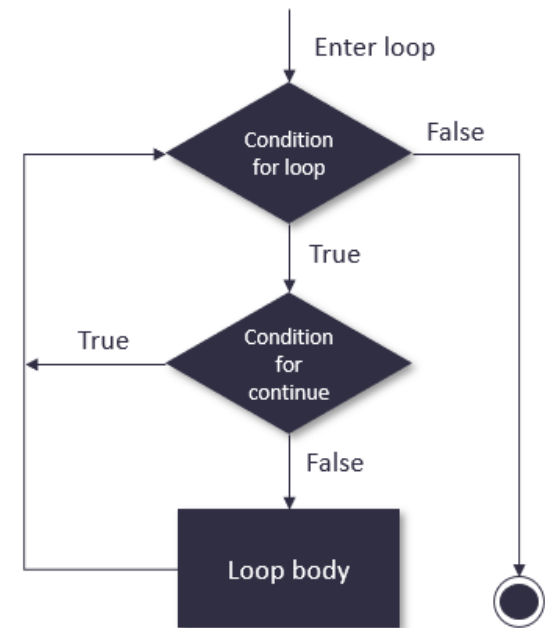 Enter loop
Condition
for loop
False
True
Condition
for
continue
True
False
Loop body